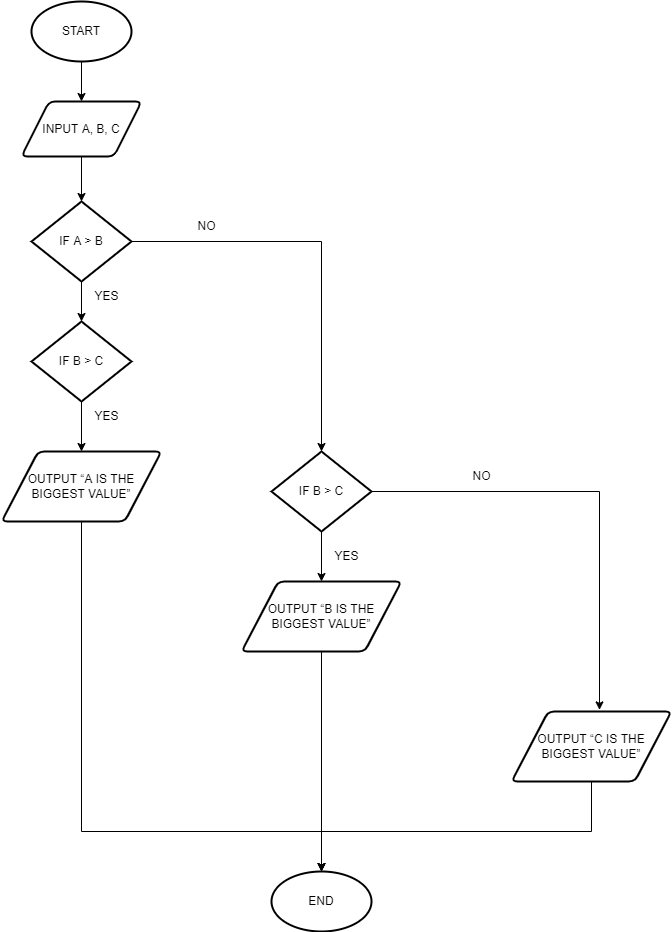 START
INPUT A, B, C
IF A > B
NO
YES
IF B > C
YES
OUTPUT “A IS THE
BIGGEST VALUE”
IF B > C
NO
YES
OUTPUT “B IS THE
BIGGEST VALUE”
OUTPUT “C IS THE
BIGGEST VALUE”
END